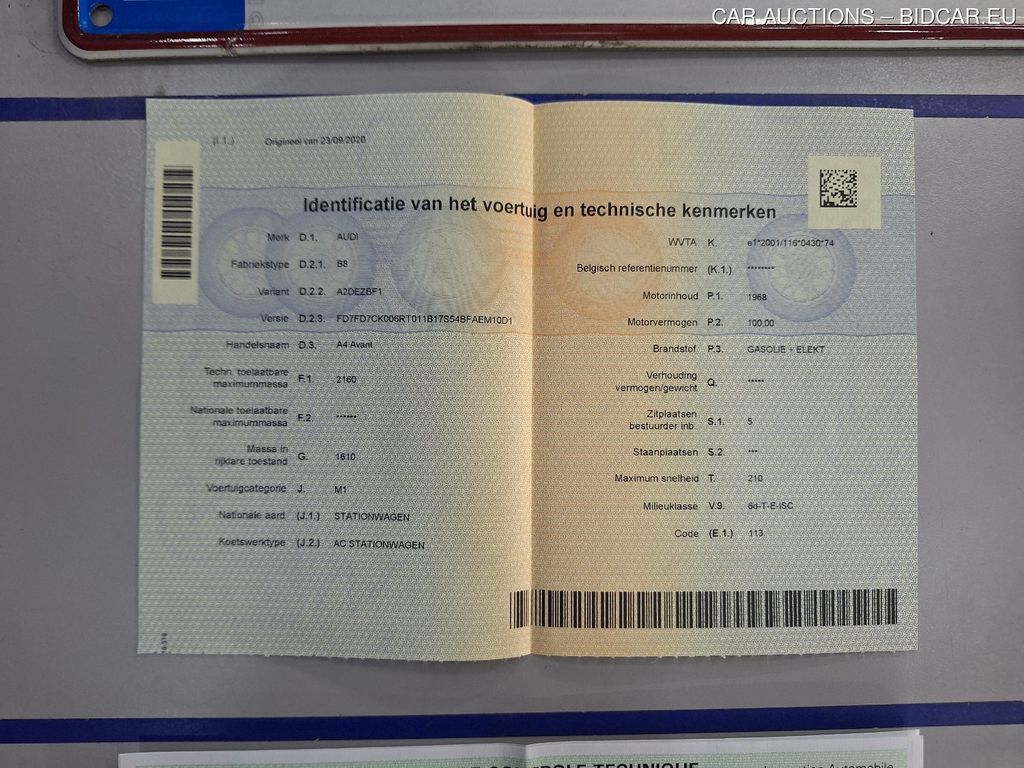 CAR AUCTIONS – BIDCAR.EU
(I.1.) Origineel van 23/09/2020
Identificatie van het voertuig en technische kenmerken
Merk D.1. AUDI
Fabriekstype D.2.1. B8
Variant D.2.2. A2DEZBF1
Versie D.2.3. FD7FD7CK006RT011B17S54BFAEM10D1
Handelsnaam D.3. A4 Avant
Techn. toelaatbare
maximummassa F.1. 2160
Nationale toelaatbare
maximummassa F.2. ******
Massa in
rijklare toestand G. 1610
Voertuigcategorie J. M1
Nationale aard (J.1.) STATIONWAGEN
Koetswerktype (J.2.) AC STATIONWAGEN
WVTA K. e1*2001/116*0430*74
Belgisch referentienummer (K.1.) ********
Motorinhoud P.1. 1968
Motorvermogen P.2. 100,00
Brandstof P.3. GASOLIE - ELEKT
Verhouding
vermogen/gewicht Q. *****
Zitplaatsen
bestuurder inb. S.1. 5
Staanplaatsen S.2. ***
Maximum snelheid T. 210
Milieuklasse V.9. 6d-T-E-ISC
Code (E.1.) 113
CONTROLE TECHNIQUE
Automobile